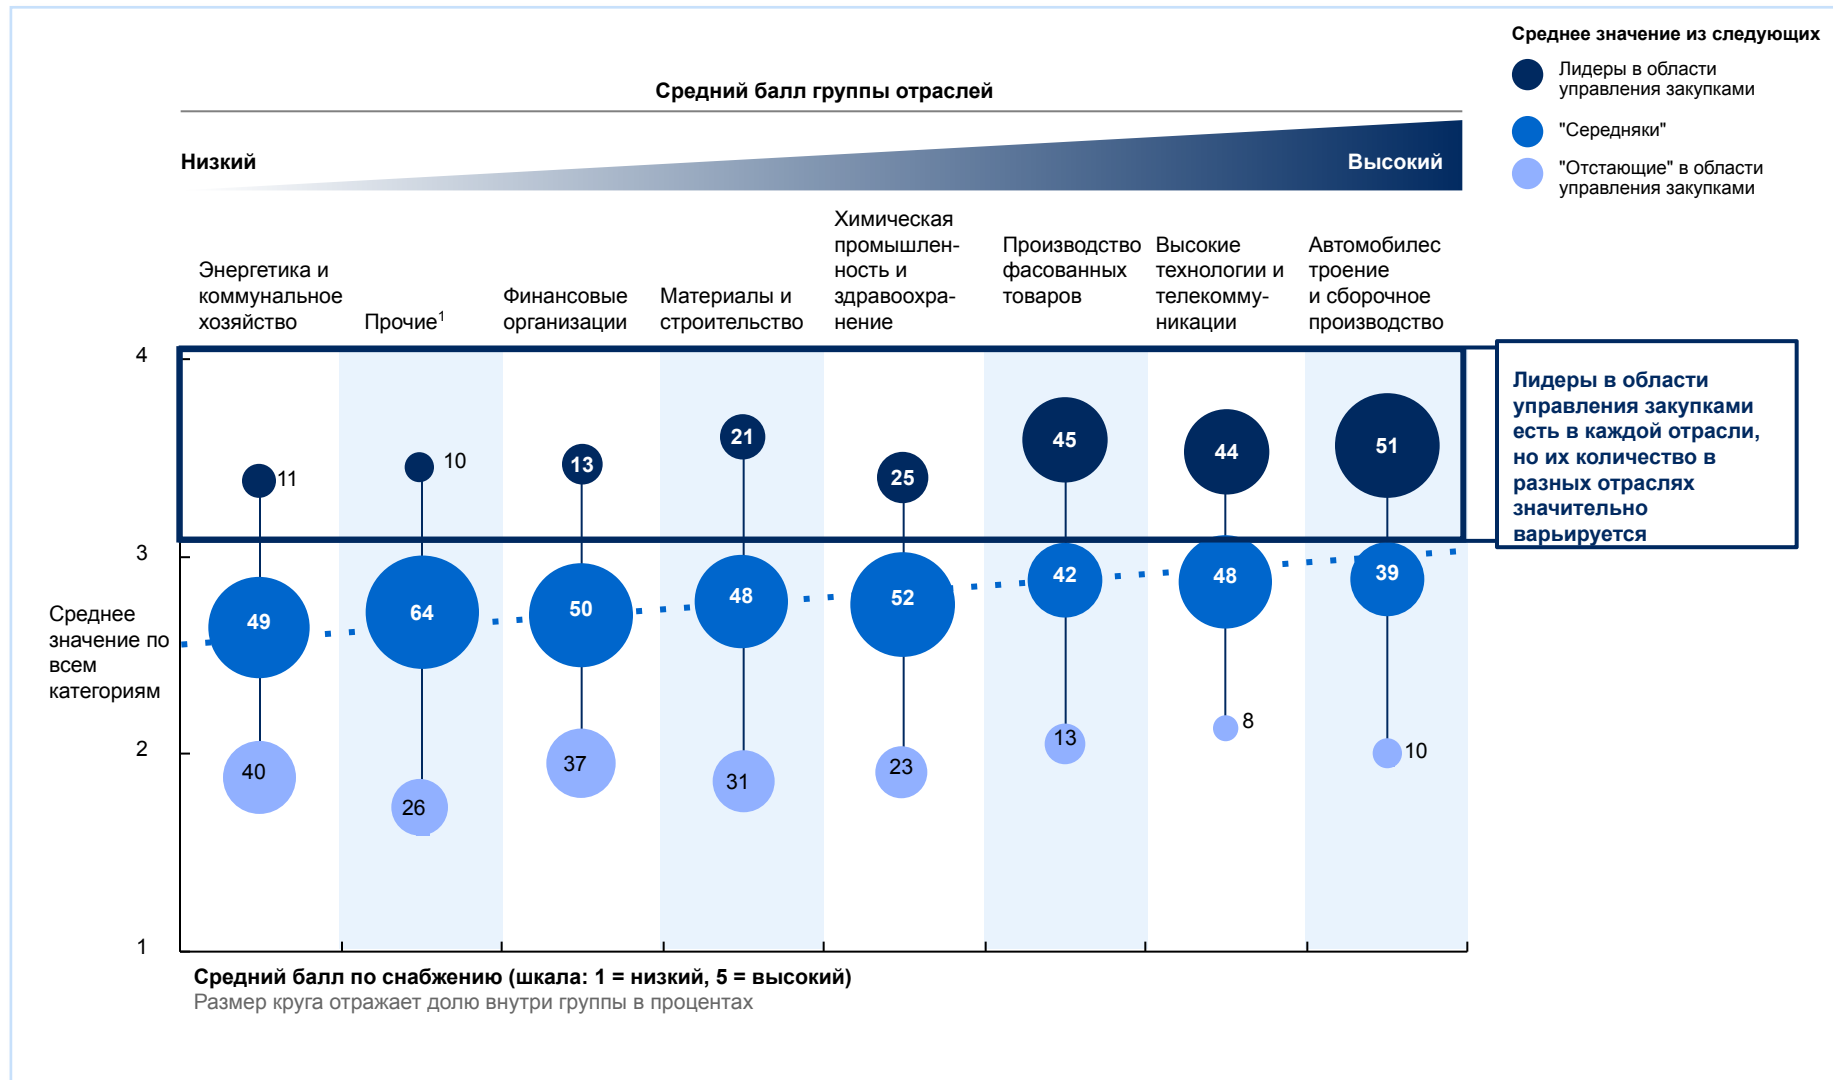 Среднее значение из следующих
Лидеры в области
управления закупками
"Середняки"
"Отстающие" в области
управления закупками
Средний балл группы отраслей
Низкий
Высокий
Энергетика и
коммунальное
хозяйство
Прочие1
Финансовые
организации
Материалы и
строительство
Химическая
промышлен-
ность и
здравоохра-
нение
Производство
фасованных
товаров
Высокие
технологии и
телекомму-
никации
Автомобилес
троение
и сборочное
производство
4
3
2
1
Среднее
значение по
всем
категориям
11
10
13
21
25
45
44
51
49
64
50
48
52
42
48
39
40
26
37
31
23
13
8
10
Лидеры в области
управления закупками
есть в каждой отрасли,
но их количество в
разных отраслях
значительно
варьируется
Средний балл по снабжению (шкала: 1 = низкий, 5 = высокий)
Размер круга отражает долю внутри группы в процентах